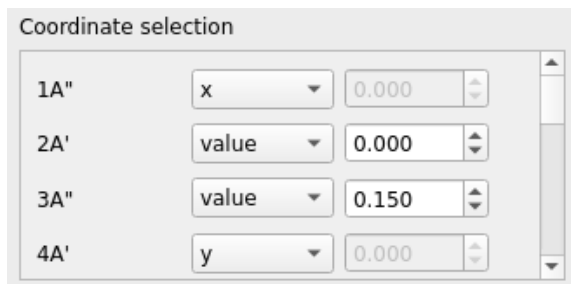 Coordinate selection
1A" x 0.000
2A' value 0.000
3A" value 0.150
4A' y 0.000